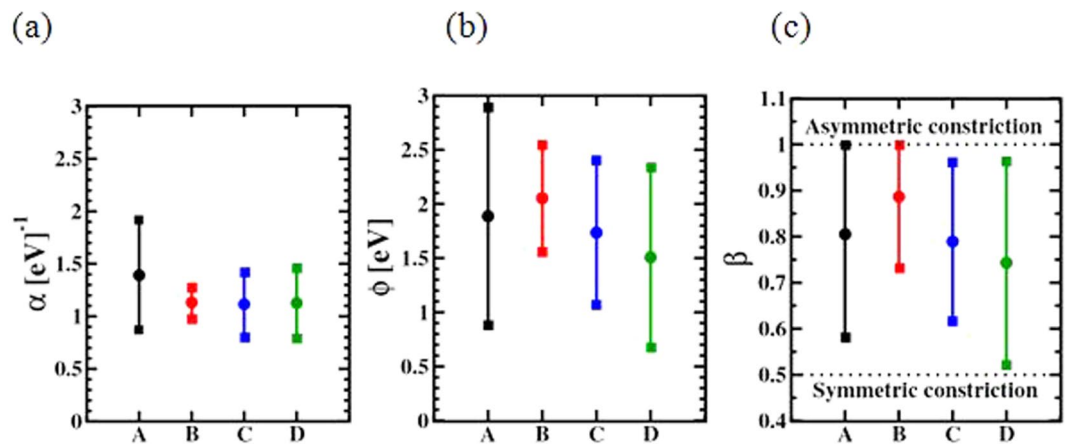 (a)
(b)
(c)
3
2.5
2
1.5
1
0.5
0
α [eV]⁻¹
A B C D
3
2.5
2
1.5
1
0.5
0
ϕ [eV]
A B C D
1.1
1
0.9
0.8
0.7
0.6
0.5
0.4
β
Asymmetric constriction
Symmetric constriction
A B C D